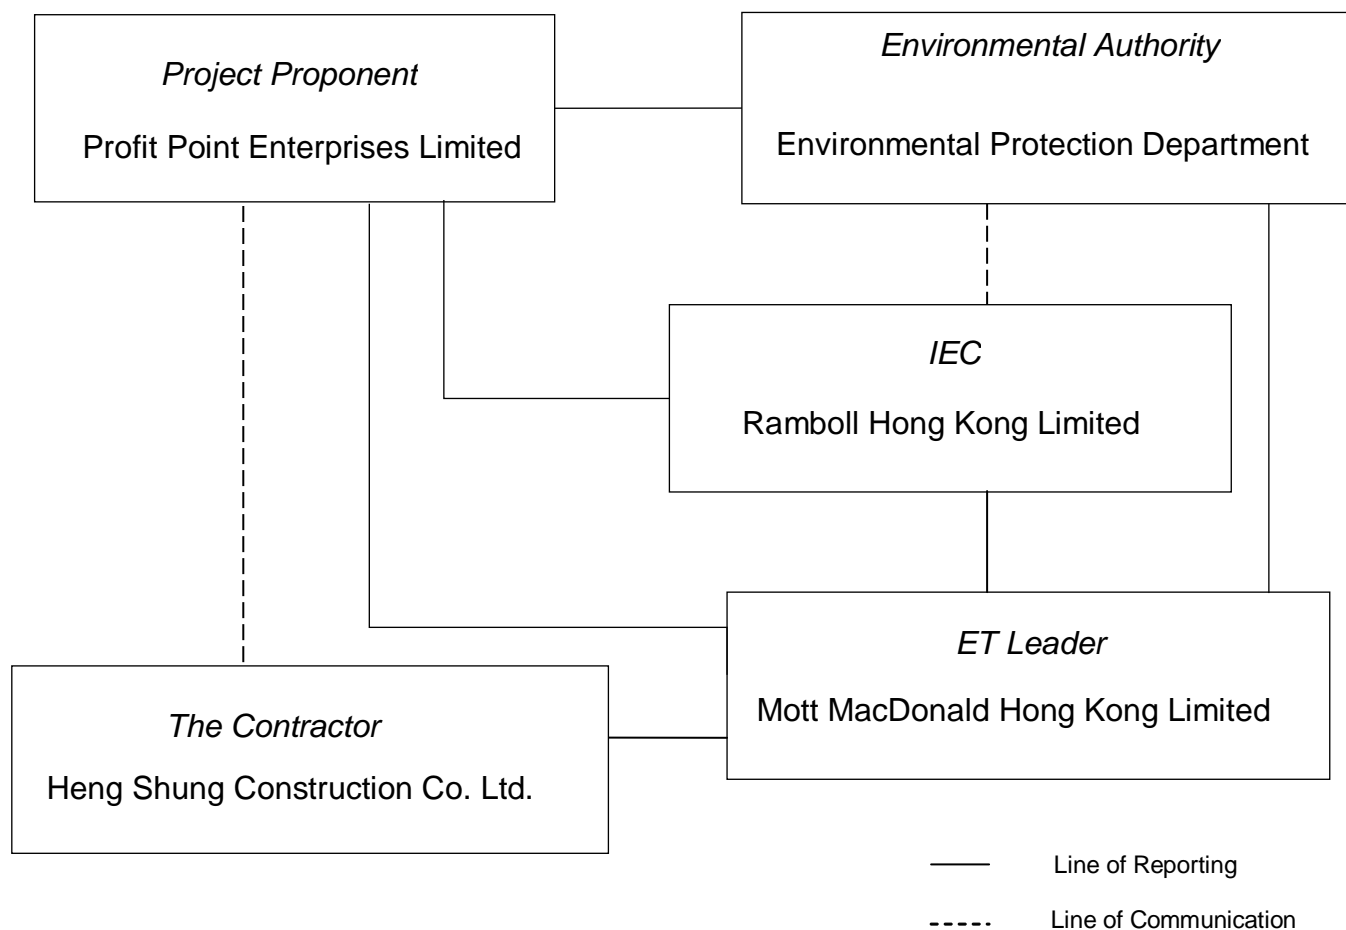 Project Proponent
Profit Point Enterprises Limited
Environmental Authority
Environmental Protection Department
IEC
Ramboll Hong Kong Limited
ET Leader
Mott MacDonald Hong Kong Limited
The Contractor
Heng Shung Construction Co. Ltd.
Line of Reporting
Line of Communication